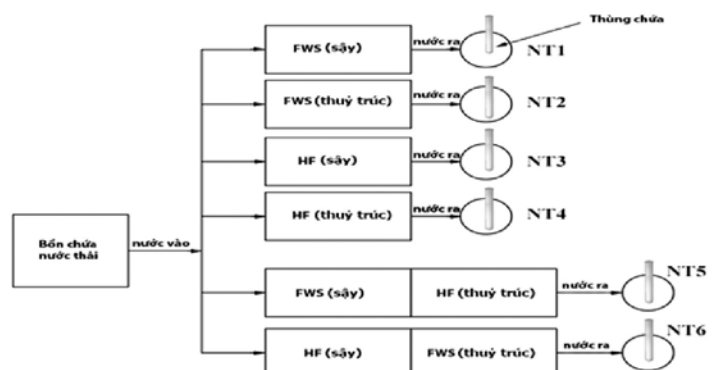 Thùng chứa
FWS (sậy) nước ra NT1
FWS (thuỷ trúc) nước ra NT2
HF (sậy) nước ra NT3
HF (thuỷ trúc) nước ra NT4
Bồn chứa
nước thải
nước vào
FWS (sậy) HF (thuỷ trúc) nước ra NT5
HF (sậy) FWS (thuỷ trúc) nước ra NT6